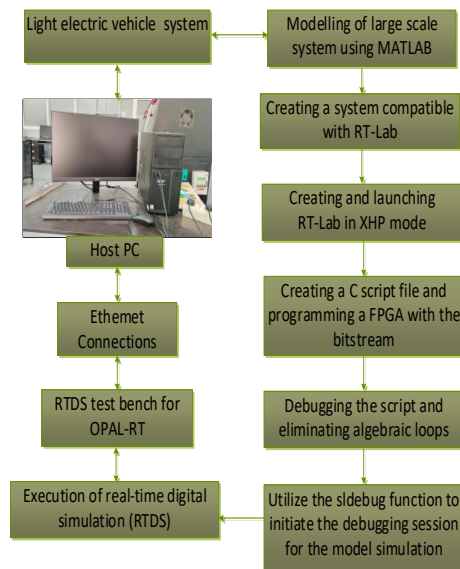 Light electric vehicle system
Modelling of large scale
system using MATLAB
Creating a system compatible
with RT-Lab
Creating and launching
RT-Lab in XHP mode
Creating a C script file and
programming a FPGA with the
bitstream
Debugging the script and
eliminating algebraic loops
Utilize the sldebug function to
initiate the debugging session
for the model simulation
Host PC
Ethemet
Connections
RTDS test bench for
OPAL-RT
Execution of real-time digital
simulation (RTDS)